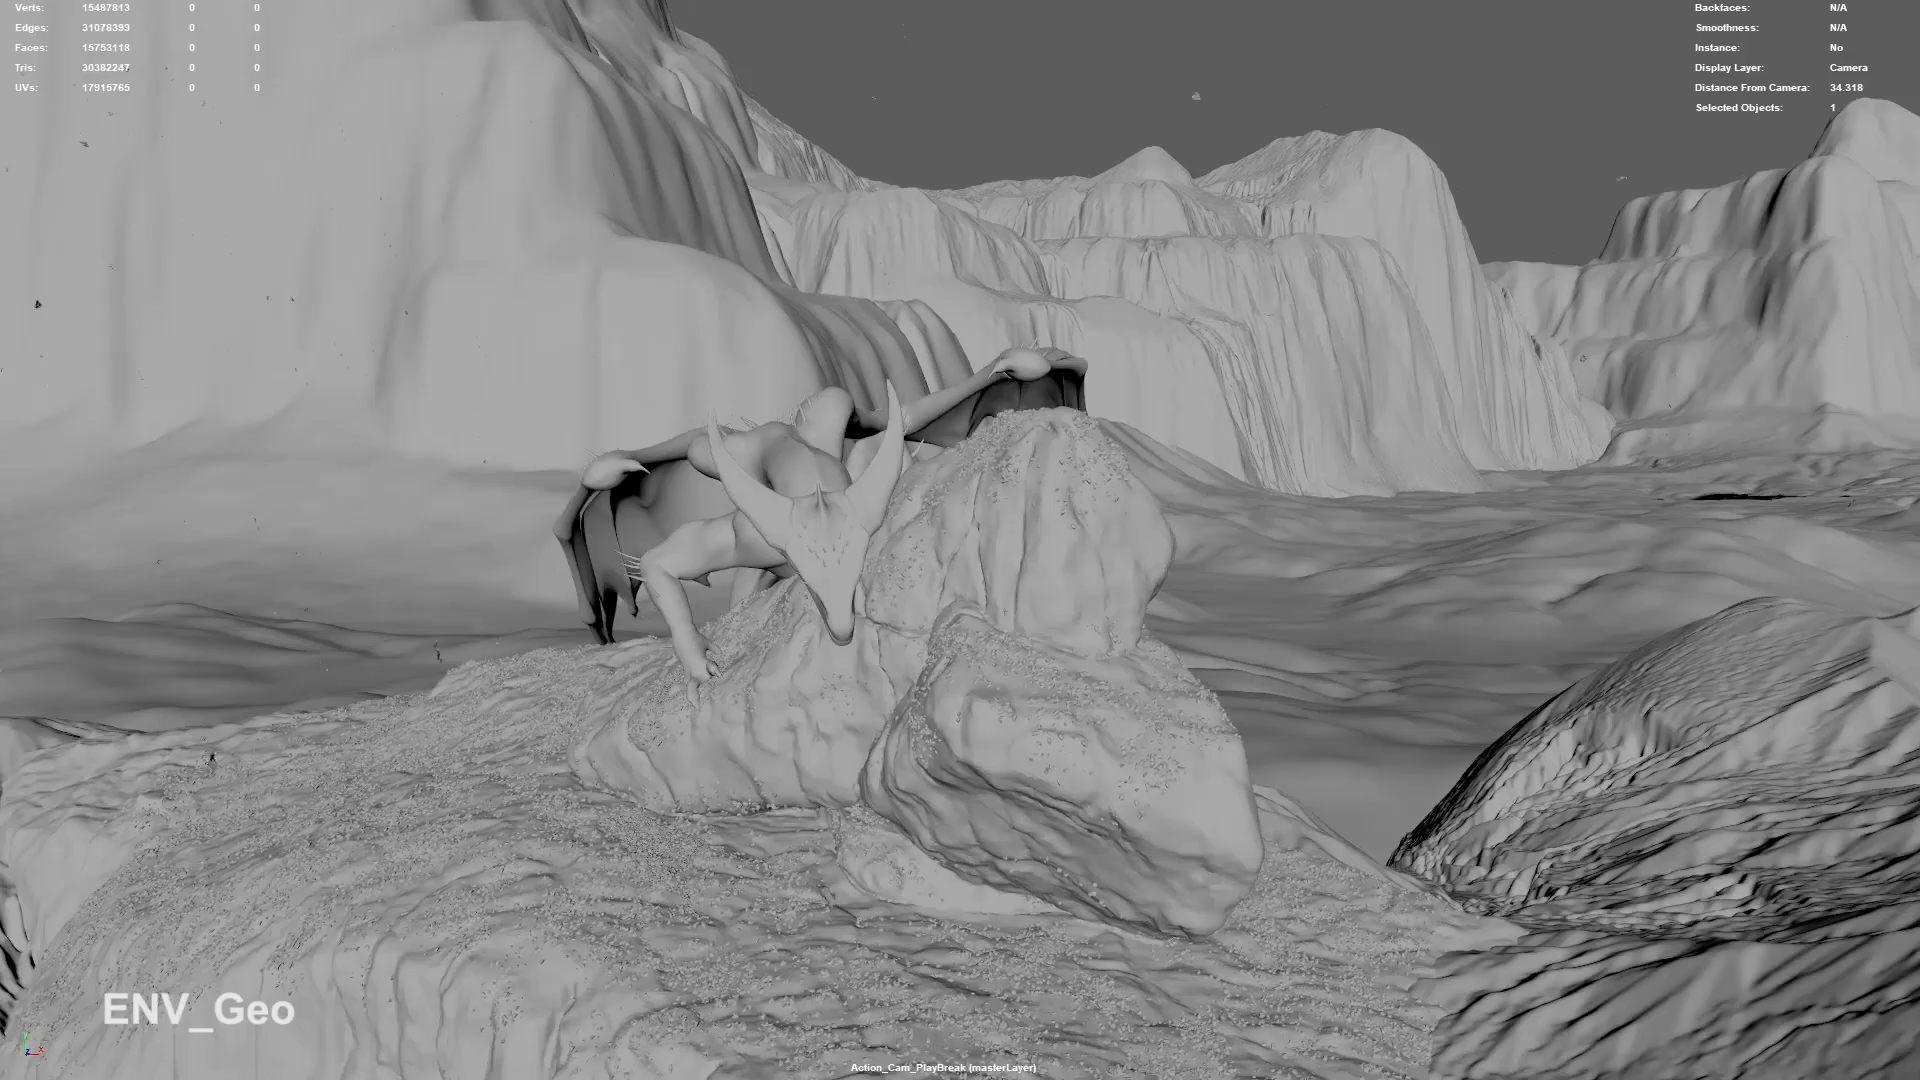 Verts: 15487813 0 0
Edges: 31078399 0 0
Faces: 15753118 0 0
Tris: 30382247 0 0
UVs: 17915765 0 0
Backfaces: N/A
Smoothness: N/A
Instance: No
Display Layer: Camera
Distance From Camera: 34.318
Selected Objects: 1
ENV_Geo
Action_Cam_PlayBreak (masterLayer)